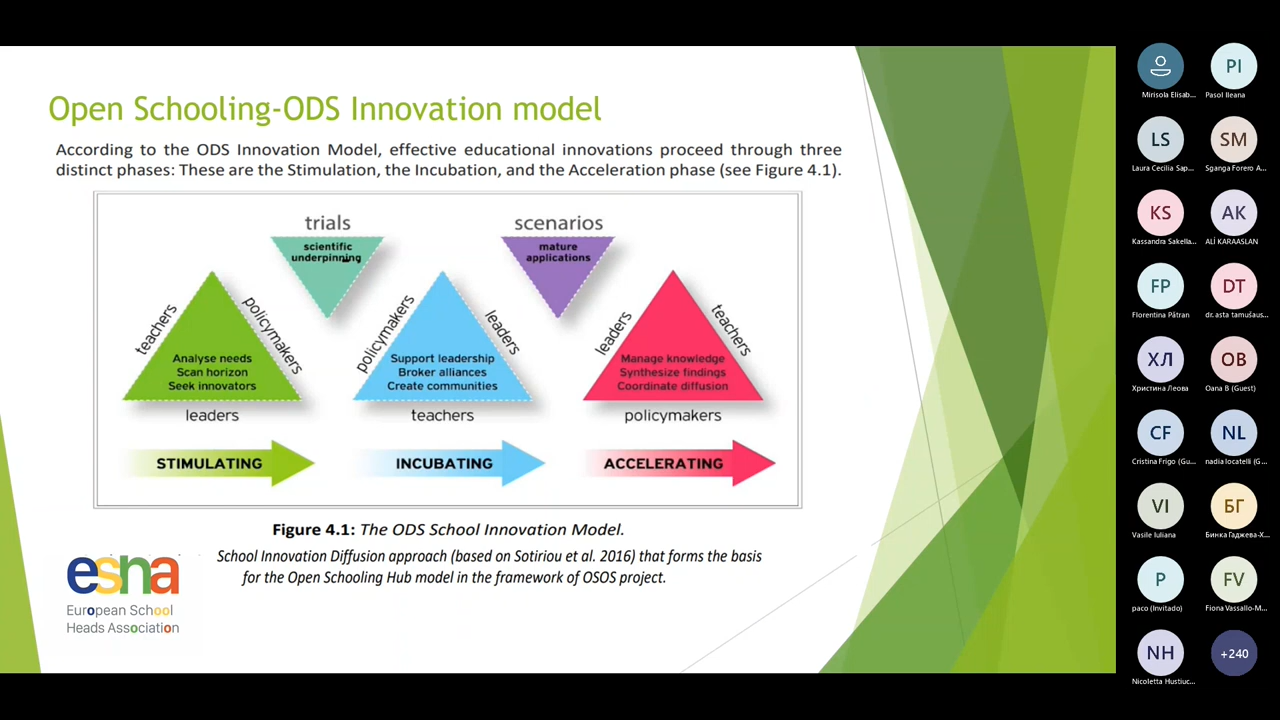 Open Schooling-ODS Innovation model
According to the ODS Innovation Model, effective educational innovations proceed through three
distinct phases: These are the Stimulation, the Incubation, and the Acceleration phase (see Figure 4.1).
trials
scientific
underpinning
scenarios
mature
applications
teachers
policymakers
Analyse needs
Scan horizon
Seek innovators
leaders
policymakers
leaders
Support leadership
Broker alliances
Create communities
teachers
leaders
teachers
Manage knowledge
Synthesize findings
Coordinate diffusion
policymakers
STIMULATING
INCUBATING
ACCELERATING
Figure 4.1: The ODS School Innovation Model.
School Innovation Diffusion approach (based on Sotiriou et al. 2016) that forms the basis
for the Open Schooling Hub model in the framework of OSOS project.
esha
European School
Heads Association
Mirisola Elisab...
PI
Pasol Ileana
LS
Laura Cecilia Sap...
SM
Sganga Forero A...
KS
Kassandra Sakella...
AK
ALİ KARAASLAN
FP
Florentina Pătran
DT
dr. asta tamušaus...
ХЛ
Християна Леова
OB
Oana B (Guest)
CF
Cristina Frigo (Gu...
NL
nadia locatelli (G...
VI
Vasile Iuliana
БГ
Бинка Гаджева-Х...
P
paco (Invitado)
FV
Fiona Vassallo-M...
NH
Nicoletta Hustiuc...
+240